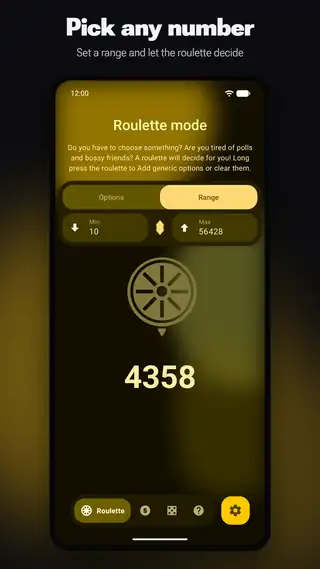 Pick any number
Set a range and let the roulette decide
12:00
Roulette mode
Do you have to choose something? Are you tired of polls
and bossy friends? A roulette will decide for you! Long
press the roulette to Add generic options or clear them.
Options
Range
Min
10
Max
56428
4358
Roulette